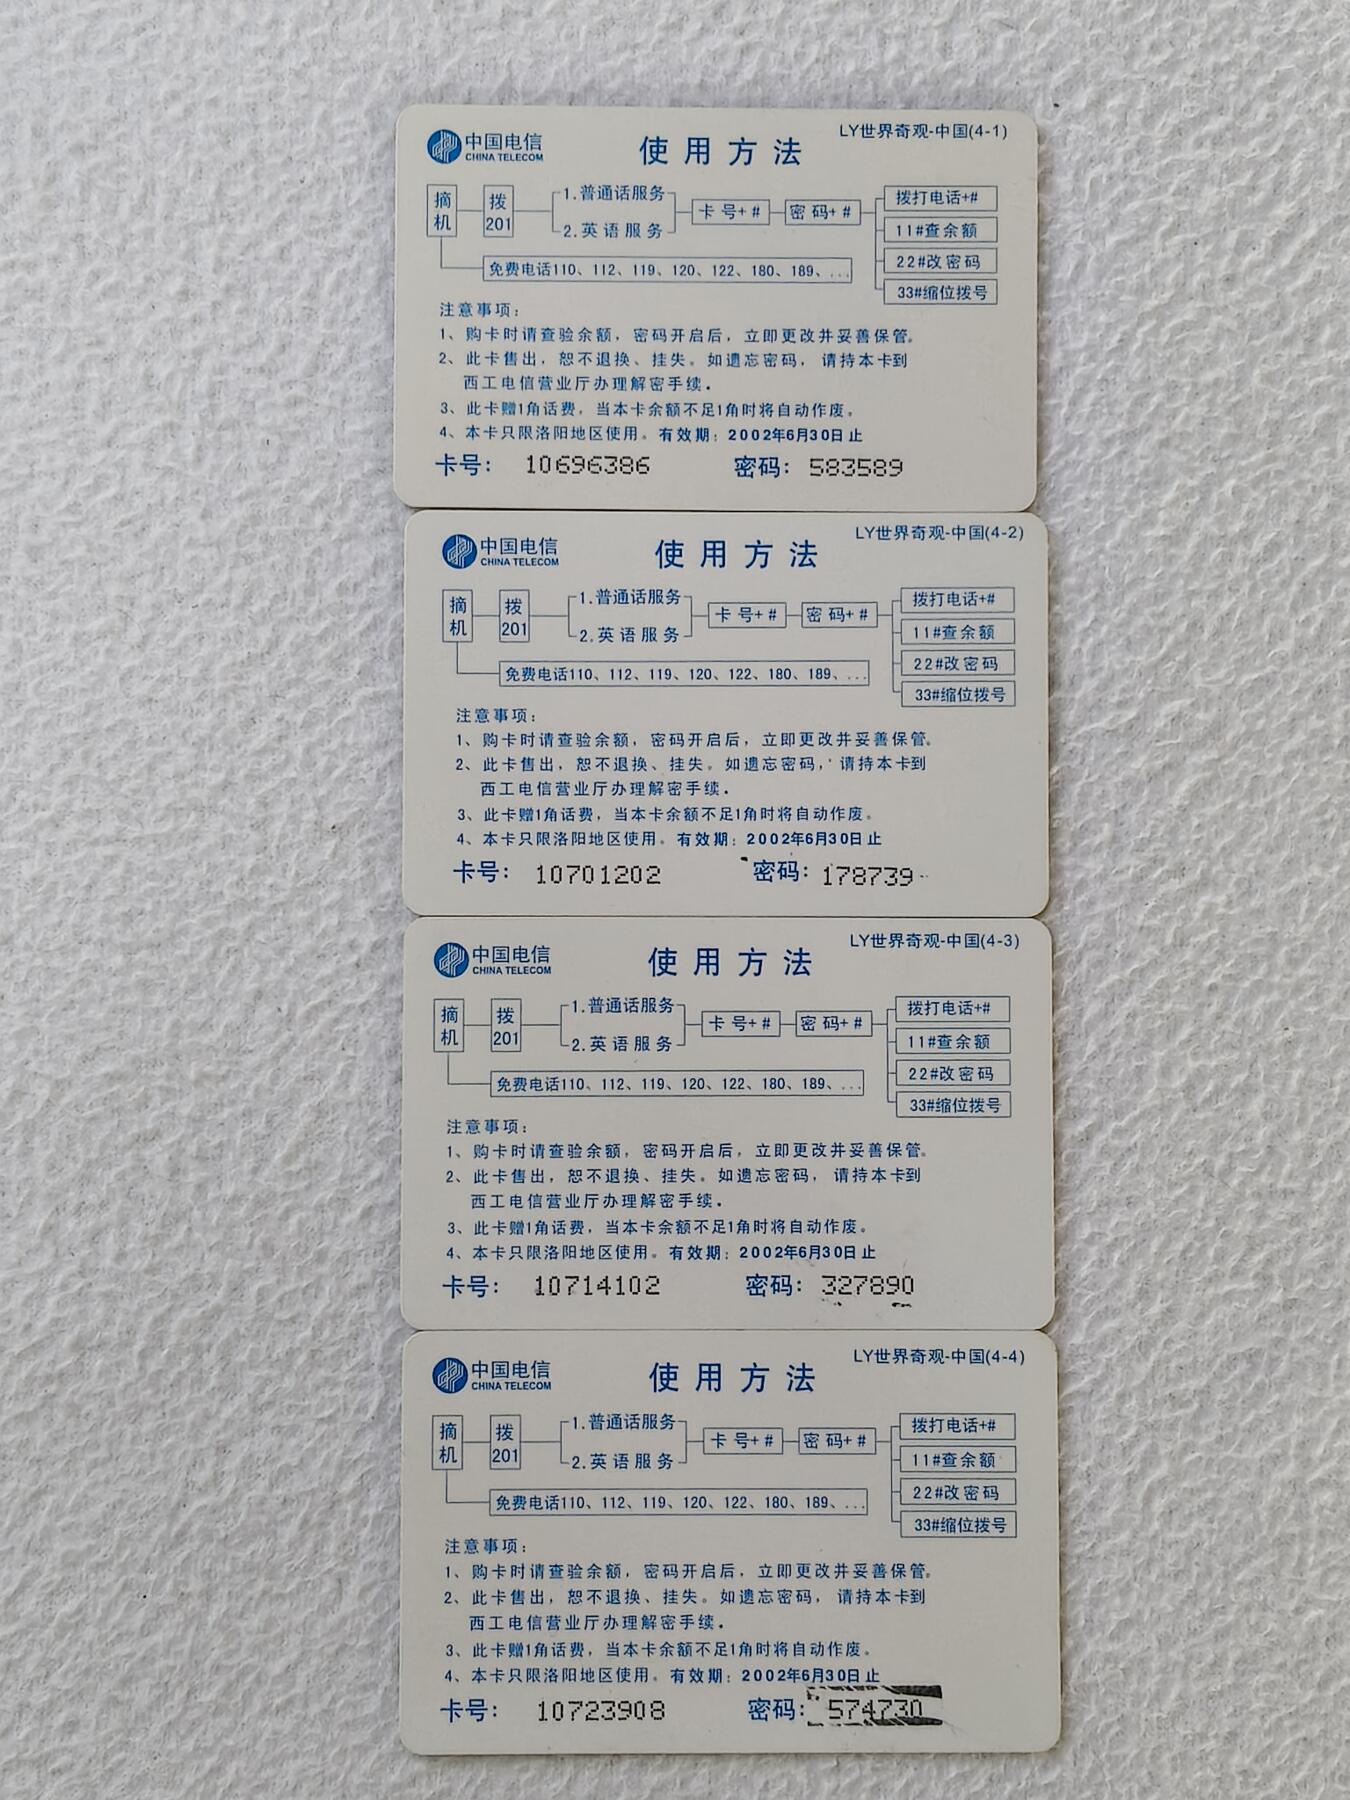 中国电信
CHINA TELECOM
使用方法
LY世界奇观-中国(4-1)
摘机
拨201
1.普通话服务
2.英语服务
卡号+#
密码+#
拨打电话+#
11#查余额
22#改密码
33#缩位拨号
免费电话110、112、119、120、122、180、189、...
注意事项：
1、购卡时请查验余额，密码开启后，立即更改并妥善保管。
2、此卡售出，恕不退换、挂失。如遗忘密码，请持本卡到
西工电信营业厅办理解密手续.
3、此卡赠1角话费，当本卡余额不足1角时将自动作废。
4、本卡只限洛阳地区使用。有效期：2002年6月30日止
卡号： 10696386 密码：583589
中国电信
CHINA TELECOM
使用方法
LY世界奇观-中国(4-2)
摘机
拨201
1.普通话服务
2.英语服务
卡号+#
密码+#
拨打电话+#
11#查余额
22#改密码
33#缩位拨号
免费电话110、112、119、120、122、180、189、...
注意事项：
1、购卡时请查验余额，密码开启后，立即更改并妥善保管。
2、此卡售出，恕不退换、挂失。如遗忘密码，请持本卡到
西工电信营业厅办理解密手续.
3、此卡赠1角话费，当本卡余额不足1角时将自动作废。
4、本卡只限洛阳地区使用。有效期：2002年6月30日止
卡号： 10701202 密码：178739
中国电信
CHINA TELECOM
使用方法
LY世界奇观-中国(4-3)
摘机
拨201
1.普通话服务
2.英语服务
卡号+#
密码+#
拨打电话+#
11#查余额
22#改密码
33#缩位拨号
免费电话110、112、119、120、122、180、189、...
注意事项：
1、购卡时请查验余额，密码开启后，立即更改并妥善保管。
2、此卡售出，恕不退换、挂失。如遗忘密码，请持本卡到
西工电信营业厅办理解密手续.
3、此卡赠1角话费，当本卡余额不足1角时将自动作废。
4、本卡只限洛阳地区使用。有效期：2002年6月30日止
卡号： 10714102 密码：327890
中国电信
CHINA TELECOM
使用方法
LY世界奇观-中国(4-4)
摘机
拨201
1.普通话服务
2.英语服务
卡号+#
密码+#
拨打电话+#
11#查余额
22#改密码
33#缩位拨号
免费电话110、112、119、120、122、180、189、...
注意事项：
1、购卡时请查验余额，密码开启后，立即更改并妥善保管。
2、此卡售出，恕不退换、挂失。如遗忘密码，请持本卡到
西工电信营业厅办理解密手续.
3、此卡赠1角话费，当本卡余额不足1角时将自动作废。
4、本卡只限洛阳地区使用。有效期：2002年6月30日止
卡号： 10723908 密码：574730